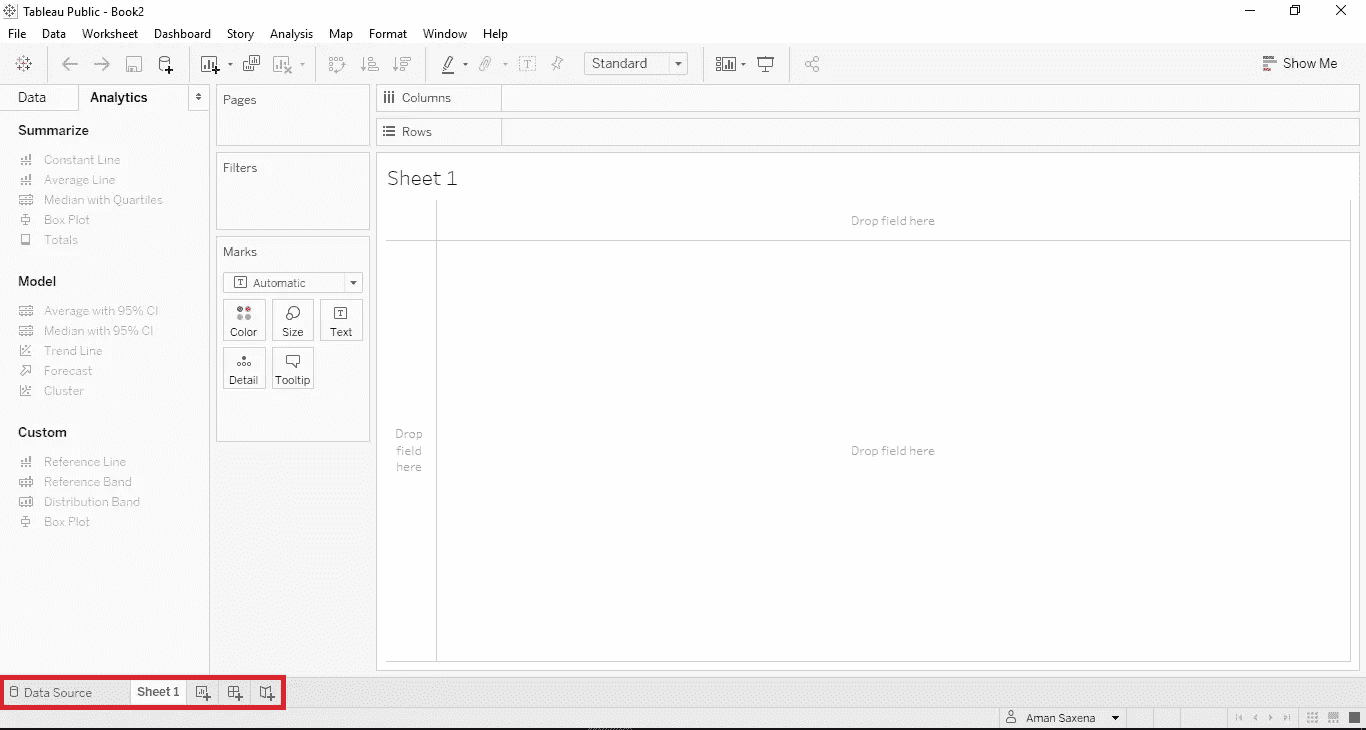 Tableau Public - Book2
File Data Worksheet Dashboard Story Analysis Map Format Window Help
Standard
Show Me
Data Analytics
Summarize
Constant Line
Average Line
Median with Quartiles
Box Plot
Totals
Model
Average with 95% CI
Median with 95% CI
Trend Line
Forecast
Cluster
Custom
Reference Line
Reference Band
Distribution Band
Box Plot
Pages
Filters
Marks
T Automatic
Color Size T Text
Detail Tooltip
Columns
Rows
Sheet 1
Drop field here
Drop
field
here
Drop field here
Data Source Sheet 1
Aman Saxena